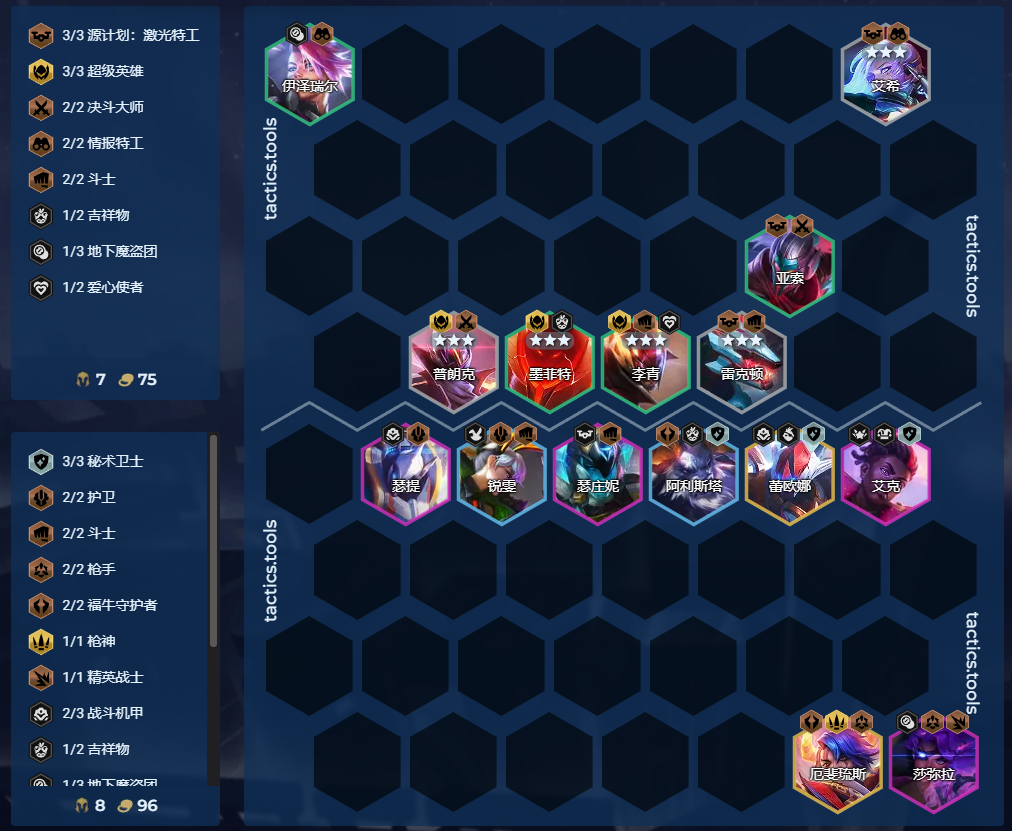 3/3 源计划：激光特工
3/3 超级英雄
2/2 决斗大师
2/2 情报特工
2/2 斗士
1/2 吉祥物
1/3 地下魔盗团
1/2 爱心使者
7 75
伊泽瑞尔
艾希
tactics.tools
tactics.tools
亚索
普朗克
墨菲特
李青
雷克顿
3/3 秘术卫士
2/2 护卫
2/2 斗士
2/2 枪手
2/2 福牛守护者
1/1 枪神
1/1 精英战士
2/3 战斗机甲
1/2 吉祥物
1/3 地下魔盗团
8 96
瑟提
锐雯
瑟庄妮
阿利斯塔
蕾欧娜
艾克
tactics.tools
tactics.tools
厄斐琉斯
莎弥拉